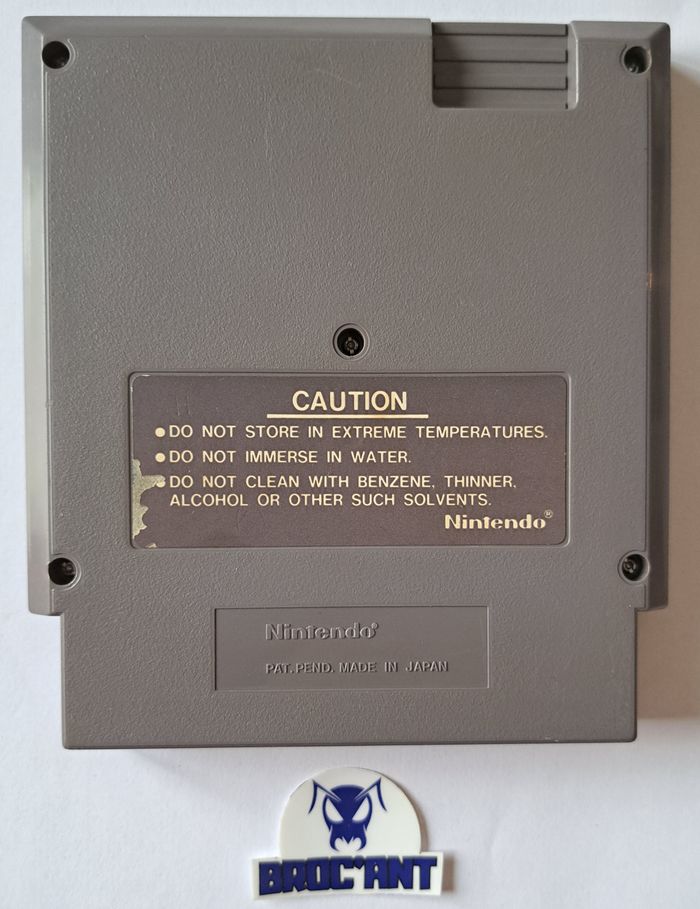 CAUTION
●DO NOT STORE IN EXTREME TEMPERATURES.
●DO NOT IMMERSE IN WATER.
●DO NOT CLEAN WITH BENZENE, THINNER,
ALCOHOL OR OTHER SUCH SOLVENTS.
Nintendo®
Nintendo®
PAT. PEND. MADE IN JAPAN
BROC'ANT